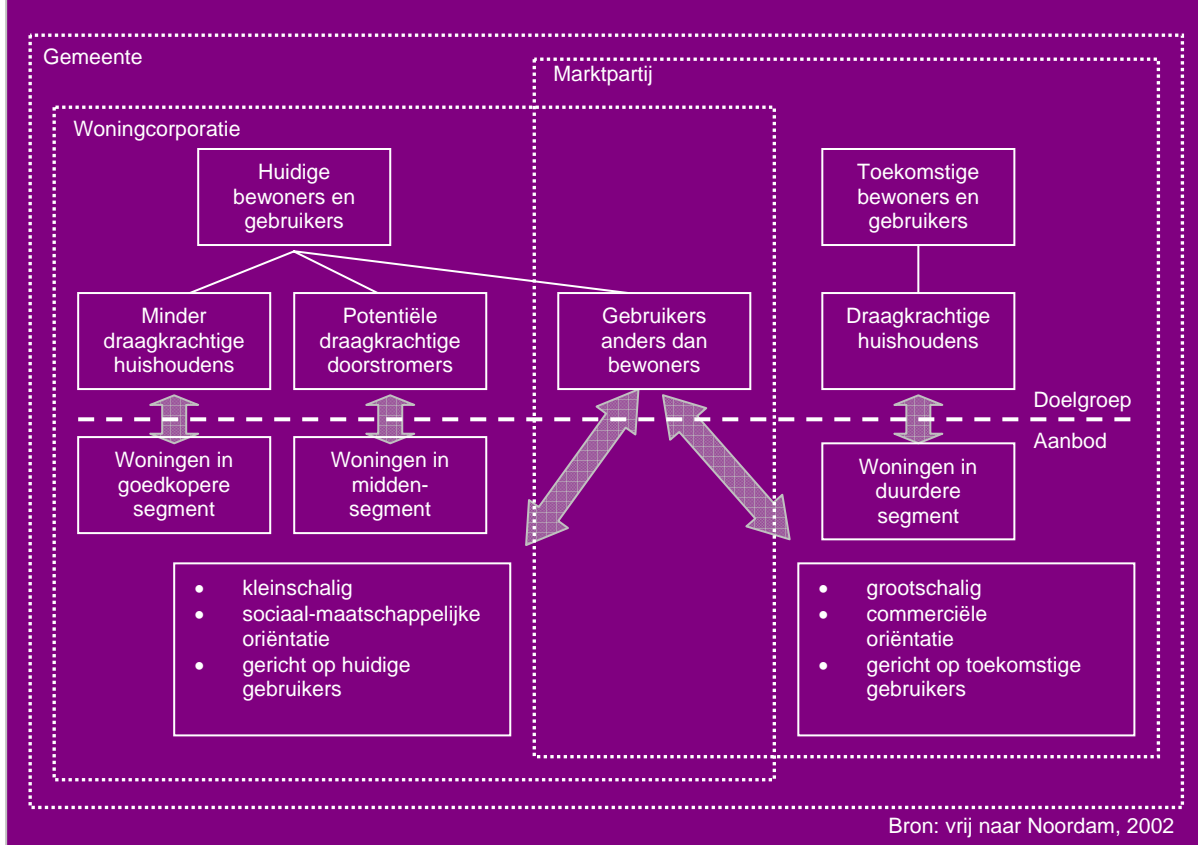 Gemeente
Marktpartij
Woningcorporatie
Huidige
bewoners en
gebruikers
Toekomstige
bewoners en
gebruikers
Minder
draagkrachtige
huishoudens
Potentiële
draagkrachtige
doorstromers
Gebruikers
anders dan
bewoners
Draagkrachtige
huishoudens
Doelgroep
Aanbod
Woningen in
goedkopere
segment
Woningen in
midden-
segment
Woningen in
duurdere
segment
• kleinschalig
• sociaal-maatschappelijke
oriëntatie
• gericht op huidige
gebruikers
• grootschalig
• commerciële
oriëntatie
• gericht op toekomstige
gebruikers
Bron: vrij naar Noordam, 2002